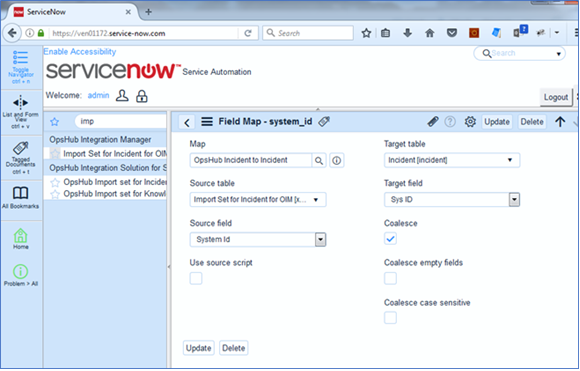 ServiceNow
https://ven01172.service-now.com
Search
Enable Accessibility
Search
servicenow™ Service Automation
Welcome: admin
Logout
Toggle
Navigator
ctrl + n
List and Form
View
ctrl + v
Tagged
Documents
ctrl + t
All Bookmarks
Home
Problem > All
imp
OpsHub Integration Manager
Import Set for Incident for OIM
OpsHub Integration Solution for S
OpsHub Import set for Incide
OpsHub Import set for Know
Field Map - system_id
Update
Delete
Map
OpsHub Incident to Incident
Source table
Import Set for Incident for OIM [x...
Source field
System Id
Use source script
Target table
Incident [incident]
Target field
Sys ID
Coalesce
Coalesce empty fields
Coalesce case sensitive
Update
Delete